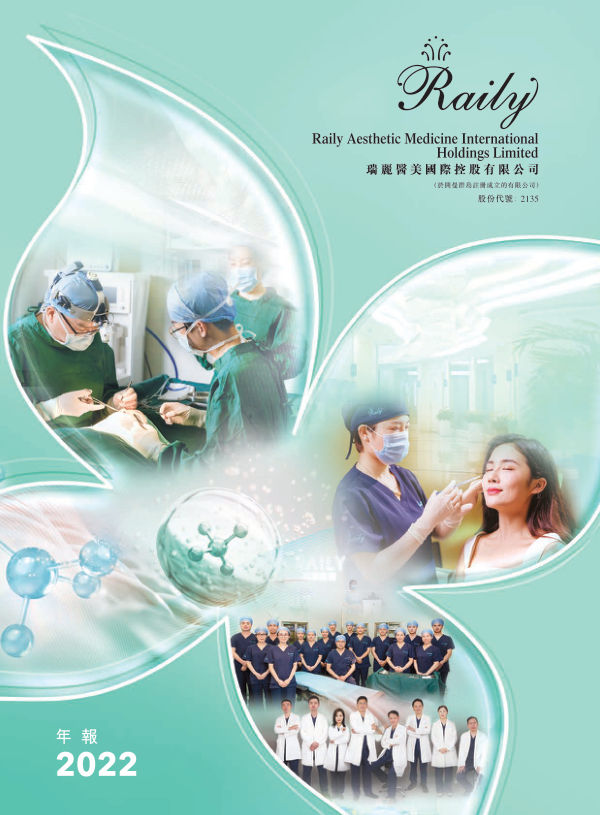 Raily
Raily Aesthetic Medicine International
Holdings Limited
瑞麗醫美國際控股有限公司
（於開曼群島註冊成立的有限公司）
股份代號：2135
RAILY
年報
2022